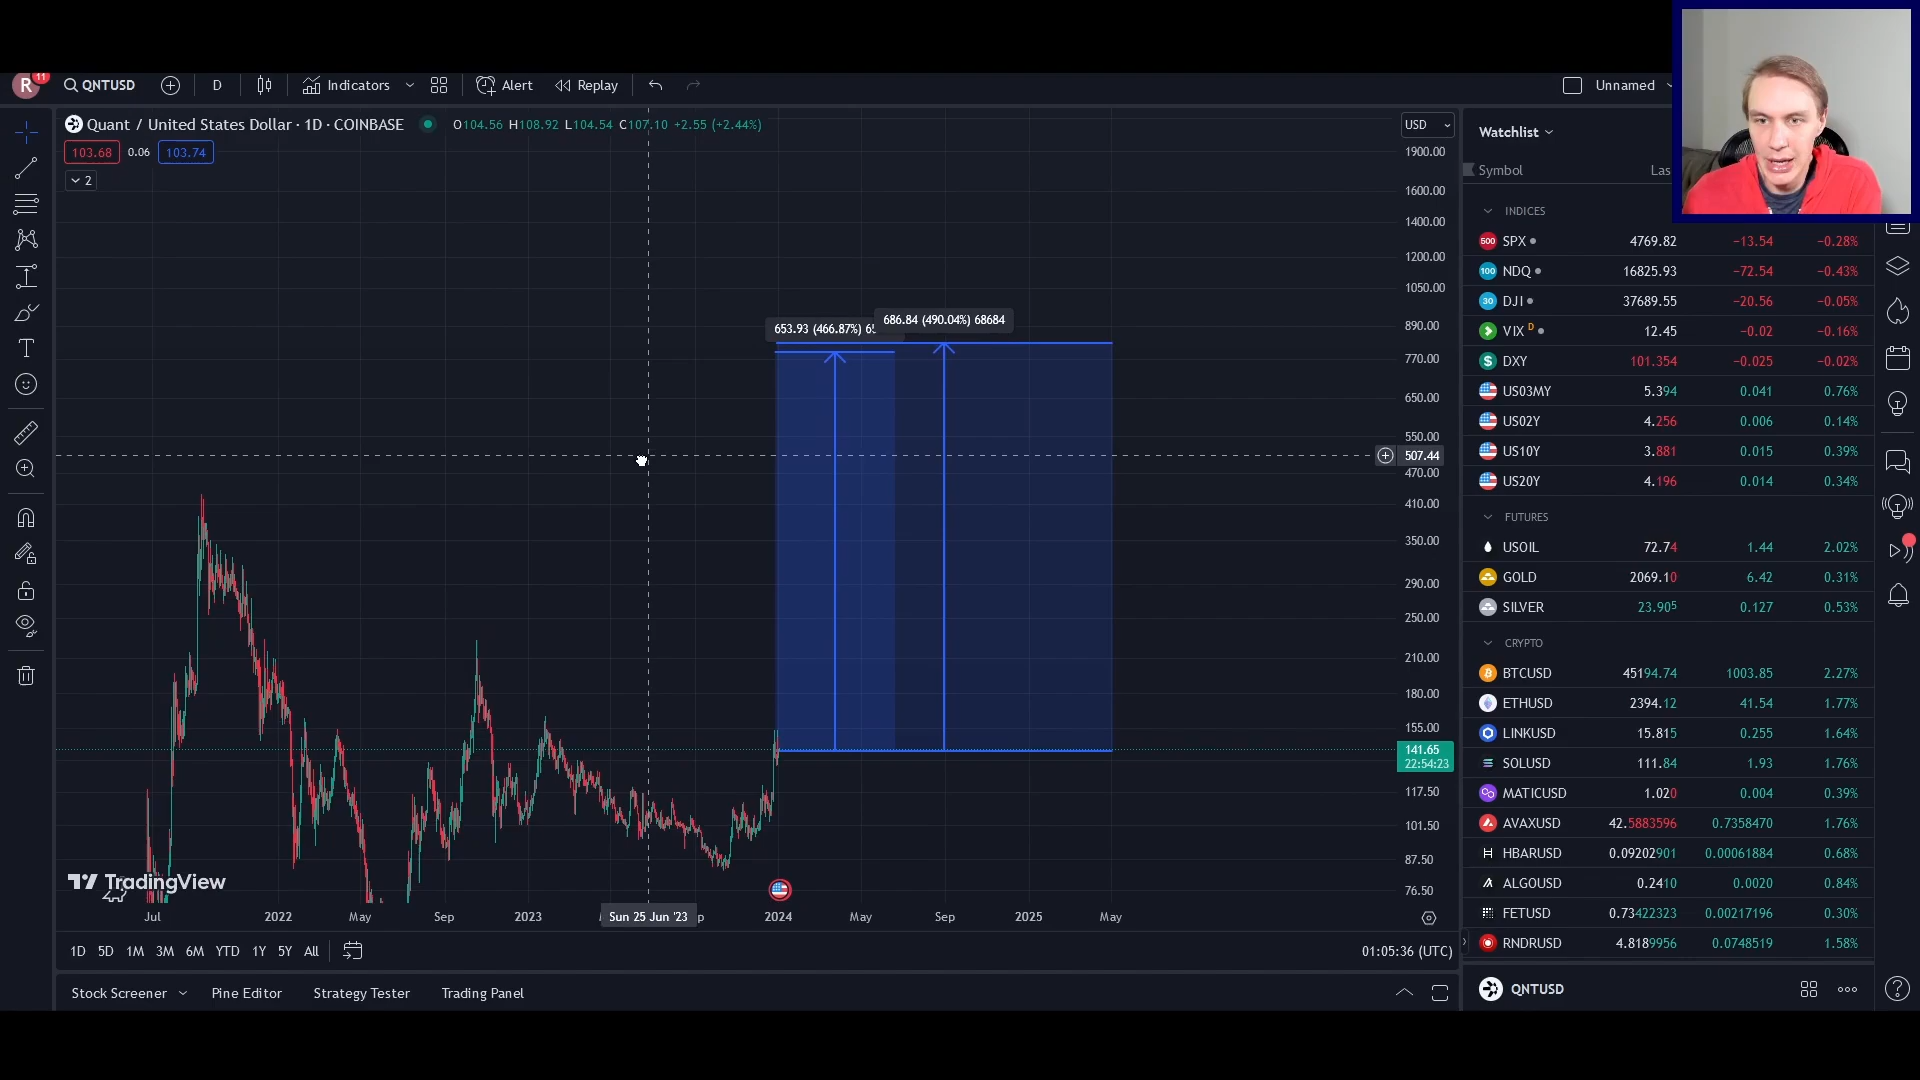 R 11 QNTUSD D Indicators Alert Replay Unnamed
Quant / United States Dollar · 1D · COINBASE O104.56 H108.92 L104.54 C107.10 +2.55 (+2.44%)
103.68 0.06 103.74
2
USD
1900.00
1600.00
1400.00
1200.00
1050.00
890.00
770.00
650.00
550.00
507.44
470.00
410.00
350.00
290.00
250.00
210.00
180.00
155.00
141.65
22:54:23
117.50
101.50
87.50
76.50
653.93 (466.87%)
686.84 (490.04%) 68684
TradingView
Jul 2022 May Sep 2023 Sun 25 Jun '23 2024 May Sep 2025 May
1D 5D 1M 3M 6M YTD 1Y 5Y All 01:05:36 (UTC)
Stock Screener Pine Editor Strategy Tester Trading Panel
Watchlist
Symbol Las
INDICES
500 SPX 4769.82 −13.54 −0.28%
100 NDQ 16825.93 −72.54 −0.43%
30 DJI 37689.55 −20.56 −0.05%
VIX D 12.45 −0.02 −0.16%
$ DXY 101.354 −0.025 −0.02%
US03MY 5.394 0.041 0.76%
US02Y 4.256 0.006 0.14%
US10Y 3.881 0.015 0.39%
US20Y 4.196 0.014 0.34%
FUTURES
USOIL 72.74 1.44 2.02%
GOLD 2069.10 6.42 0.31%
SILVER 23.905 0.127 0.53%
CRYPTO
BTCUSD 45194.74 1003.85 2.27%
ETHUSD 2394.12 41.54 1.77%
LINKUSD 15.815 0.255 1.64%
SOLUSD 111.84 1.93 1.76%
MATICUSD 1.020 0.004 0.39%
AVAXUSD 42.5883596 0.7358470 1.76%
HBARUSD 0.09202901 0.00061884 0.68%
ALGOUSD 0.2410 0.0020 0.84%
FETUSD 0.73422323 0.00217196 0.30%
RNDRUSD 4.8189956 0.0748519 1.58%
QNTUSD